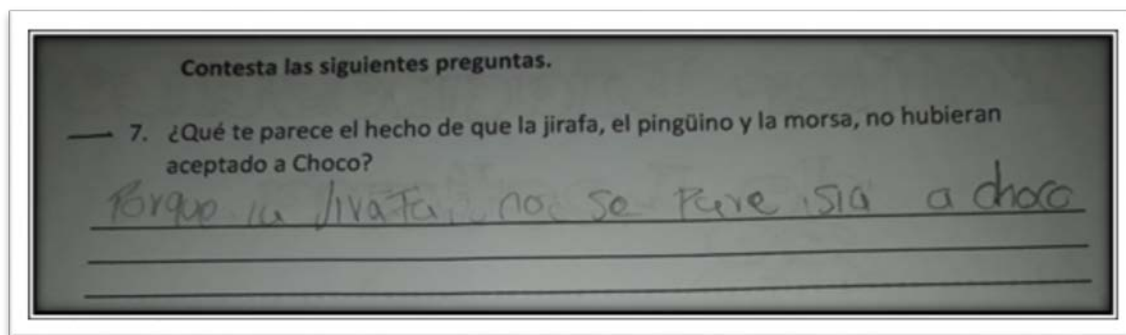 Contesta las siguientes preguntas.
7. ¿Qué te parece el hecho de que la jirafa, el pingüino y la morsa, no hubieran
aceptado a Choco?
Porque la Jirafa, no se Pare sia a choco